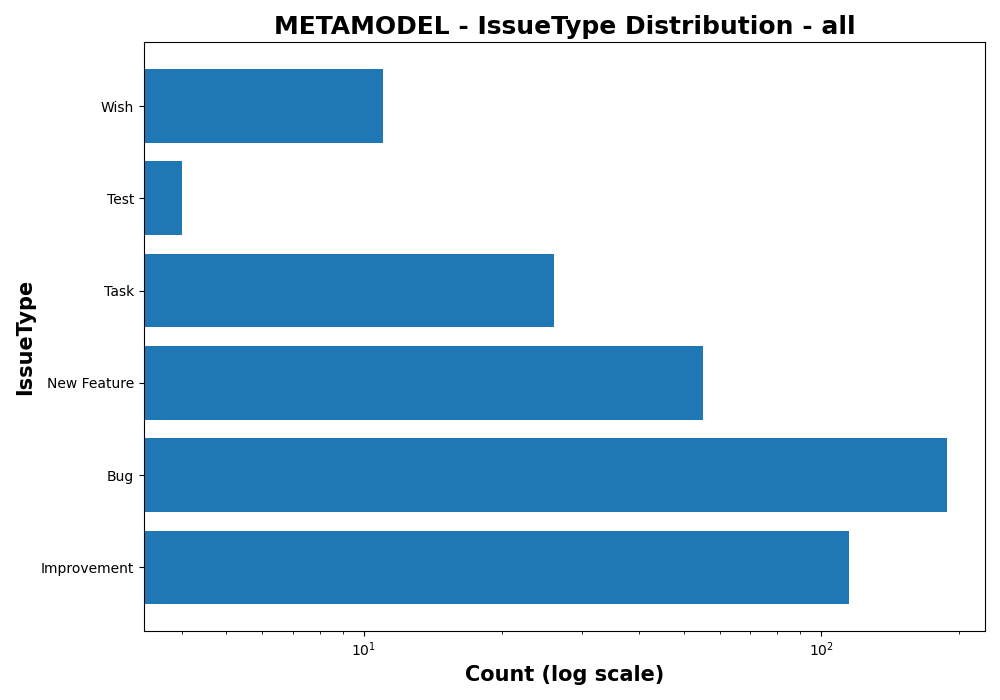 METAMODEL - IssueType Distribution - all
Wish
Test
Task
New Feature
Bug
Improvement
IssueType
10¹
10²
Count (log scale)